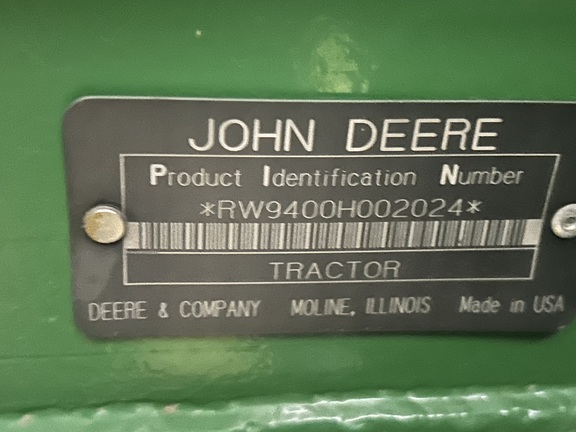 JOHN DEERE
Product Identification Number
*RW9400H002024*
TRACTOR
DEERE & COMPANY MOLINE, ILLINOIS Made in USA